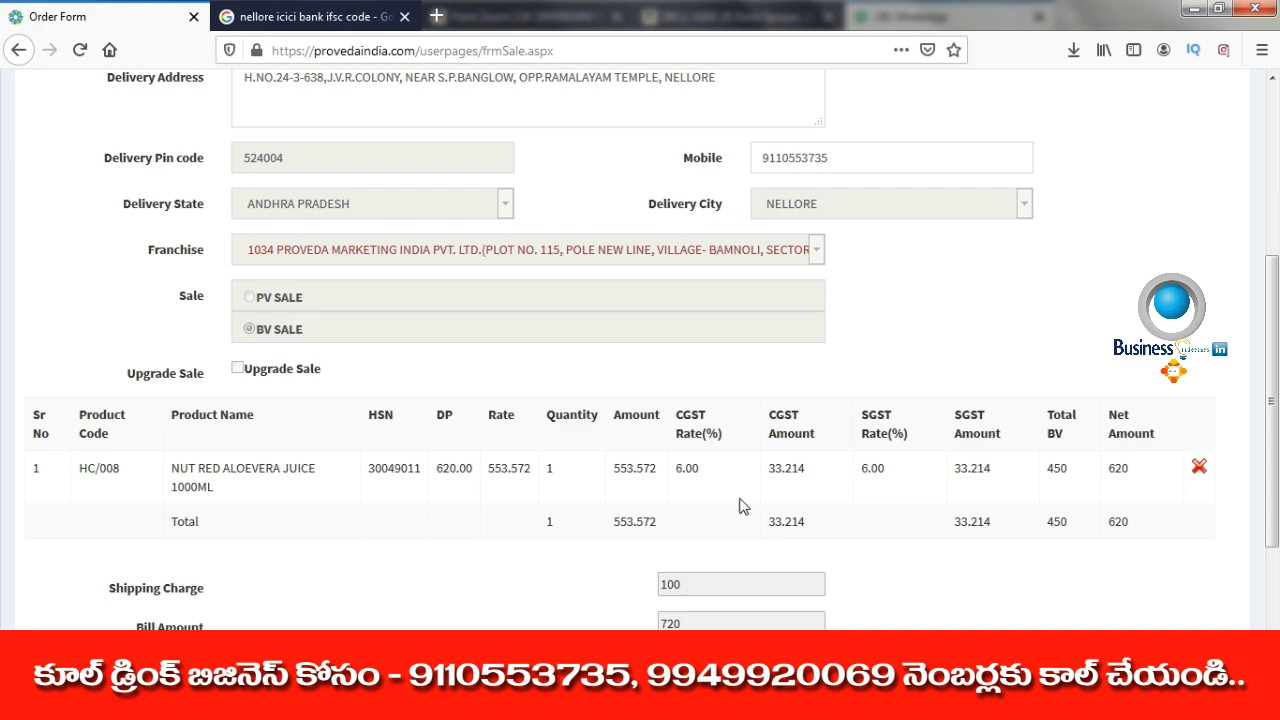 Order Form
nellore icici bank ifsc code - Go
https://provedaindia.com/userpages/frmSale.aspx
Delivery Address
H.NO.24-3-638,J.V.R.COLONY, NEAR S.P.BANGLOW, OPP.RAMALAYAM TEMPLE, NELLORE
Delivery Pin code 524004 Mobile 9110553735
Delivery State ANDHRA PRADESH Delivery City NELLORE
Franchise 1034 PROVEDA MARKETING INDIA PVT. LTD.(PLOT NO. 115, POLE NEW LINE, VILLAGE- BAMNOLI, SECTOR
Sale PV SALE
BV SALE
Upgrade Sale Upgrade Sale
Business Ideas in
Sr No Product Code Product Name HSN DP Rate Quantity Amount CGST Rate(%) CGST Amount SGST Rate(%) SGST Amount Total BV Net Amount
1 HC/008 NUT RED ALOEVERA JUICE 1000ML 30049011 620.00 553.572 1 553.572 6.00 33.214 6.00 33.214 450 620
Total 1 553.572 33.214 33.214 450 620
Shipping Charge 100
Bill Amount 720
కూల్ డ్రింక్ బిజినెస్ కోసం - 9110553735, 9949920069 నెంబర్లకు కాల్ చేయండి..